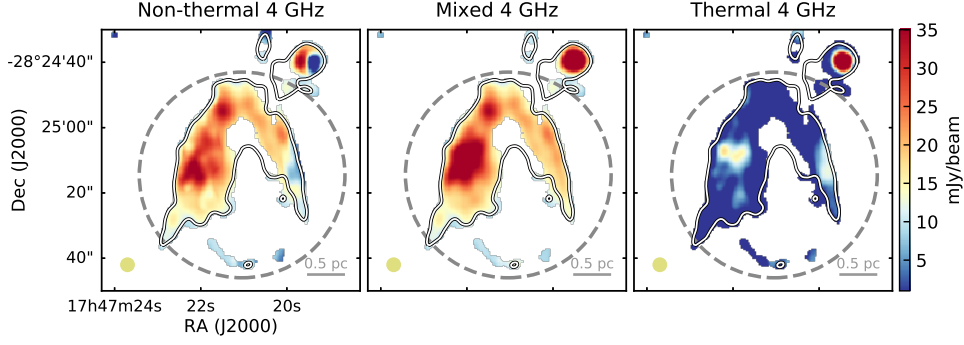 Non-thermal 4 GHz
Mixed 4 GHz
Thermal 4 GHz
-28°24'40"
25'00"
20"
40"
Dec (J2000)
0.5 pc
0.5 pc
0.5 pc
17h47m24s
22s
20s
RA (J2000)
35
30
25
20
15
10
5
mJy/beam